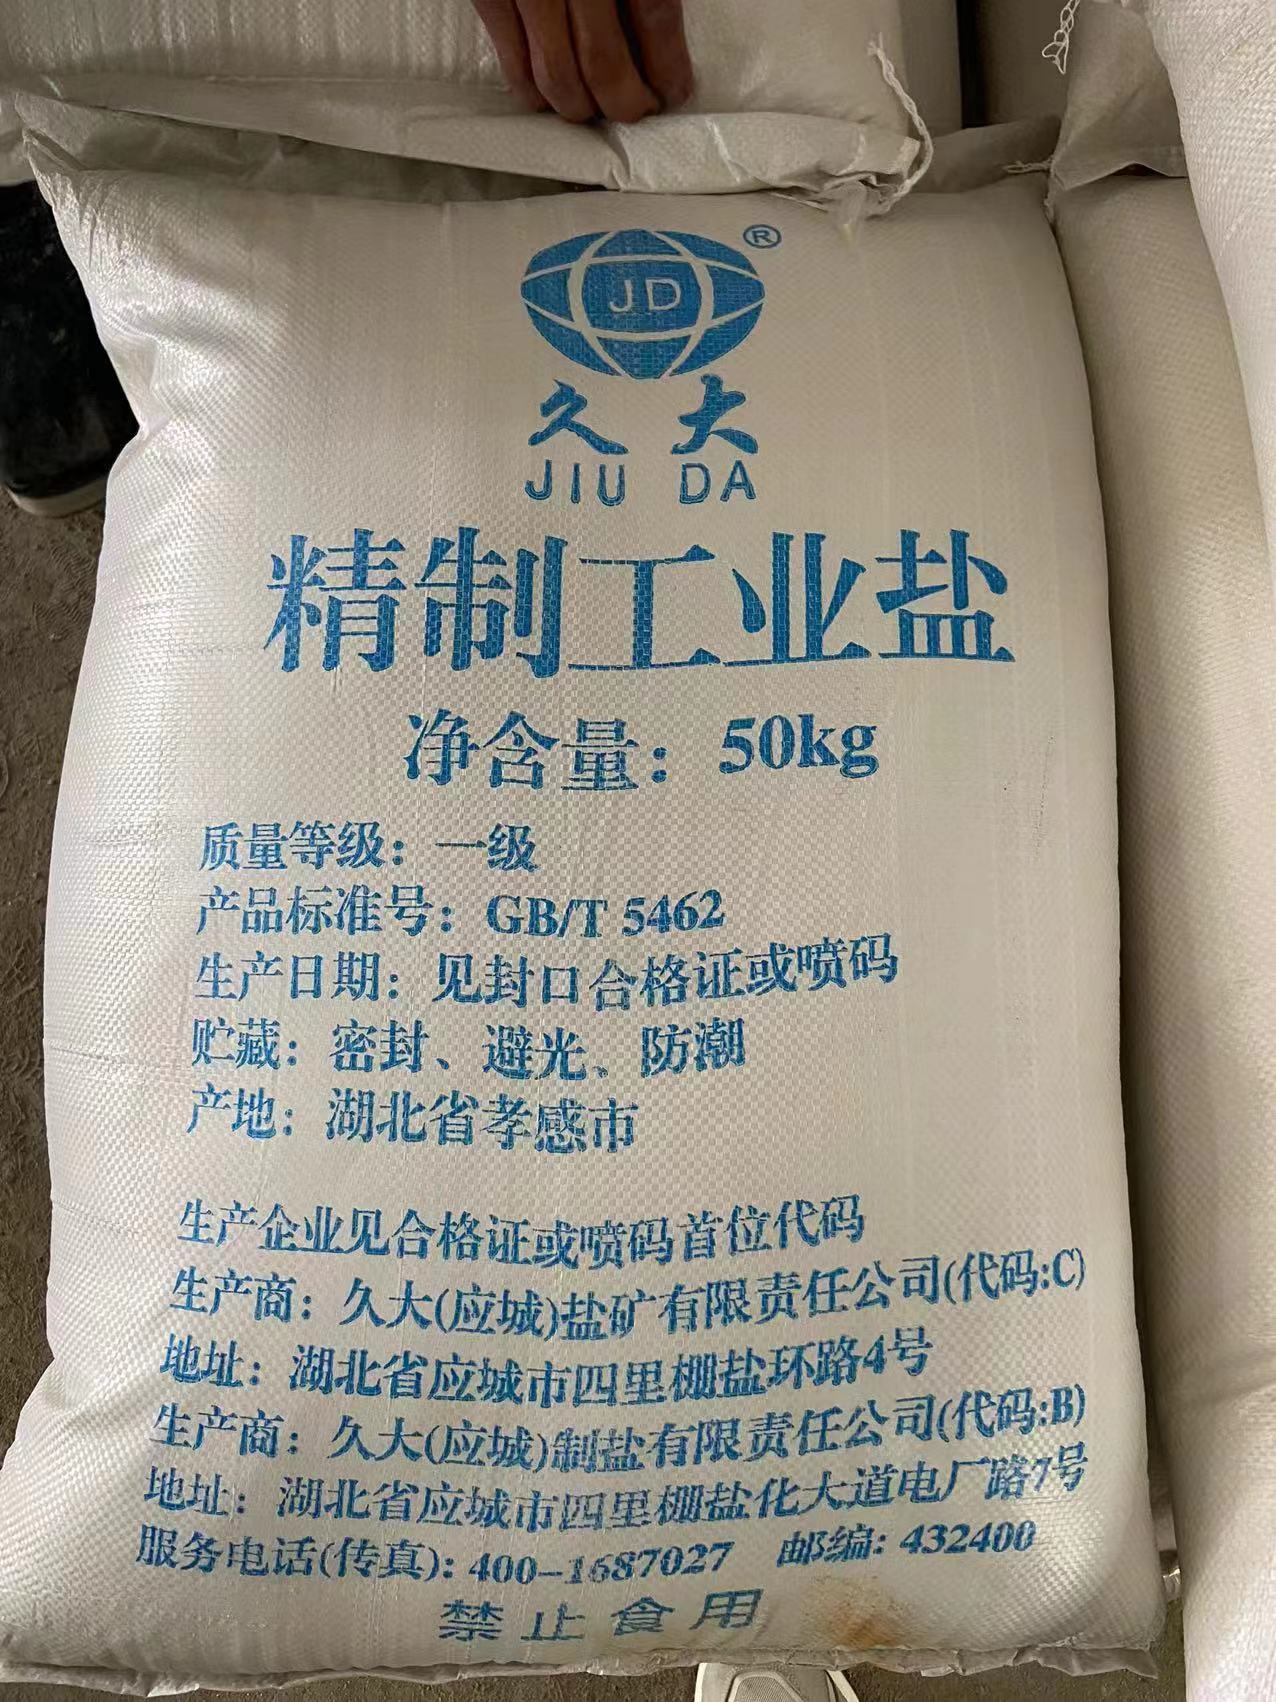 JD®
久大
JIU DA
精制工业盐
净含量：50kg
质量等级：一级
产品标准号：GB/T 5462
生产日期：见封口合格证或喷码
贮藏：密封、避光、防潮
产地：湖北省孝感市
生产企业见合格证或喷码首位代码
生产商：久大(应城)盐矿有限责任公司(代码:C)
地址：湖北省应城市四里棚盐环路4号
生产商：久大(应城)制盐有限责任公司(代码:B)
地址：湖北省应城市四里棚盐化大道电厂路7号
服务电话(传真): 400-1687027 邮编: 432400
禁止食用